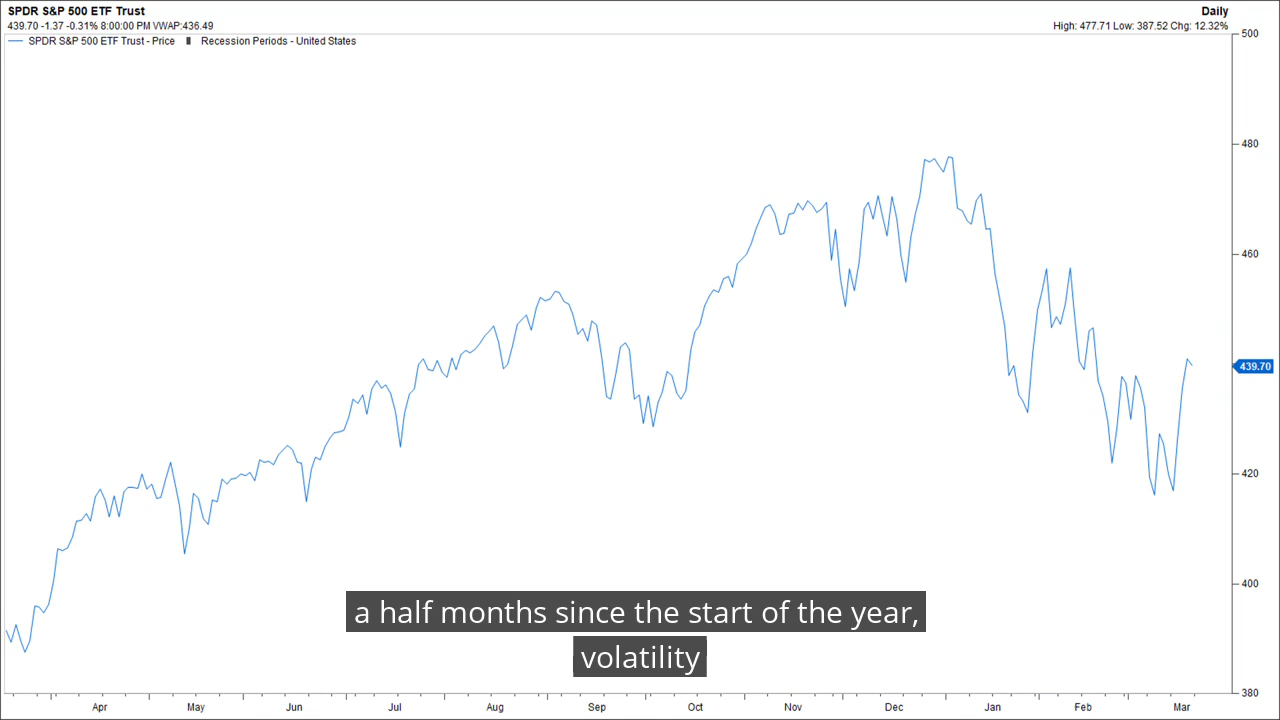 SPDR S&P 500 ETF Trust Daily
439.70 -1.37 -0.31% 8:00:00 PM VWAP:436.49 High: 477.71 Low: 387.52 Chg: 12.32%
SPDR S&P 500 ETF Trust - Price Recession Periods - United States
500
480
460
439.70
420
400
380
a half months since the start of the year,
volatility
Apr May Jun Jul Aug Sep Oct Nov Dec Jan Feb Mar